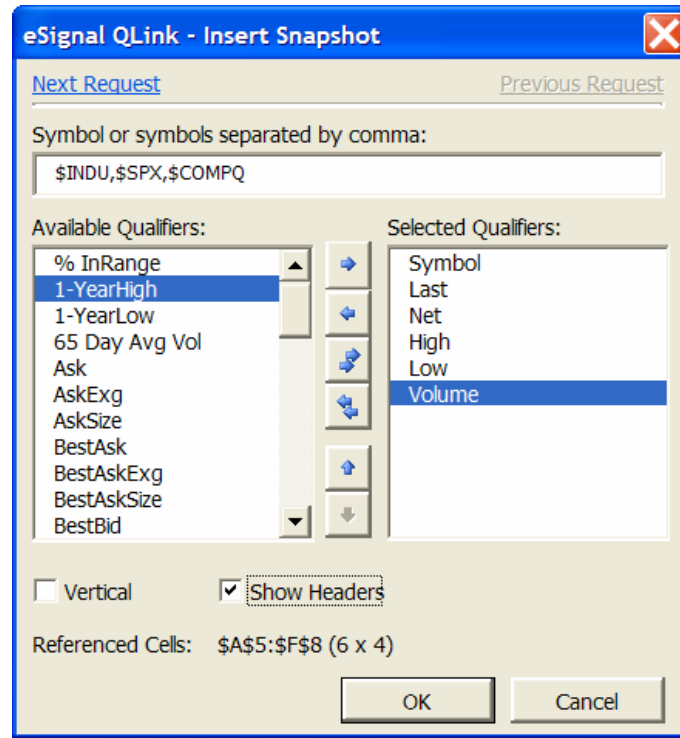 eSignal QLink - Insert Snapshot
Next Request
Previous Request
Symbol or symbols separated by comma:
$INDU,$SPX,$COMPQ
Available Qualifiers:
% InRange
1-YearHigh
1-YearLow
65 Day Avg Vol
Ask
AskExg
AskSize
BestAsk
BestAskExg
BestAskSize
BestBid
Selected Qualifiers:
Symbol
Last
Net
High
Low
Volume
Vertical
Show Headers
Referenced Cells: $A$5:$F$8 (6 x 4)
OK
Cancel